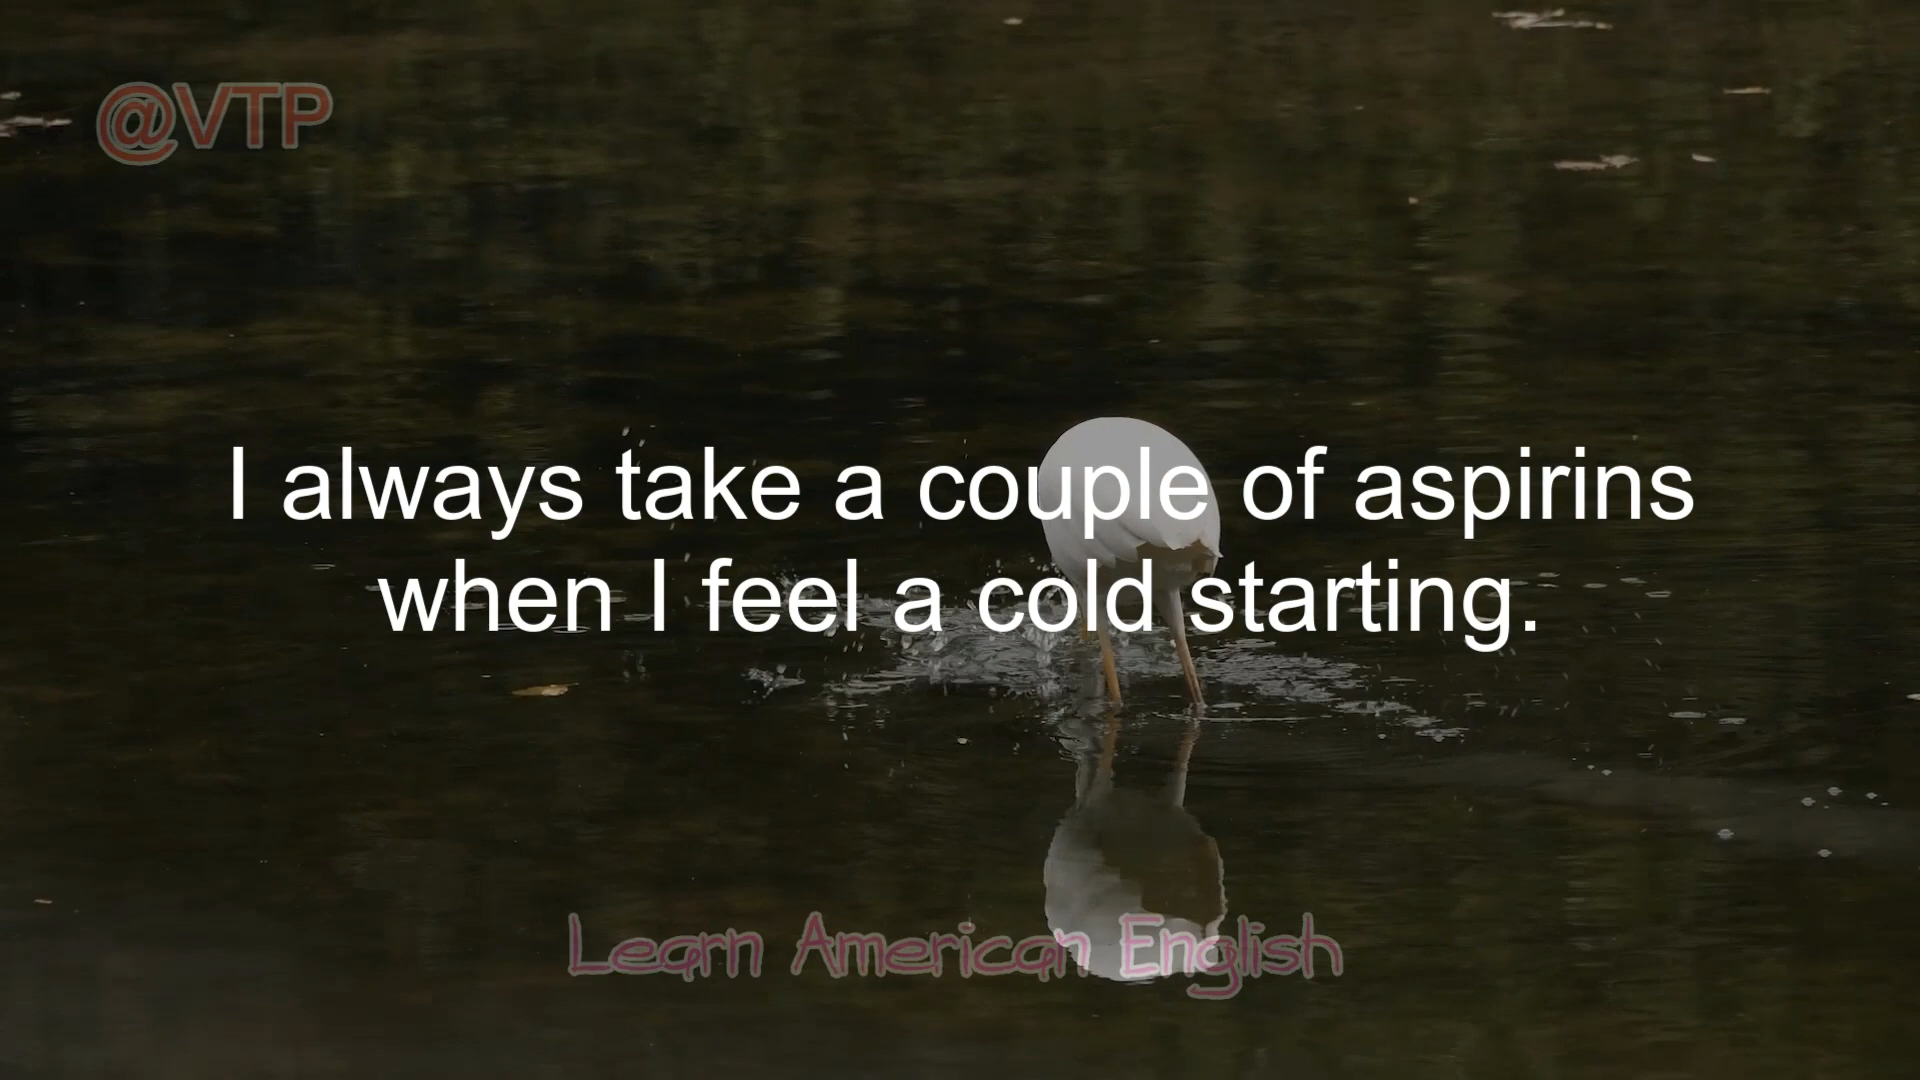 @VTP
I always take a couple of aspirins
when I feel a cold starting.
Learn American English